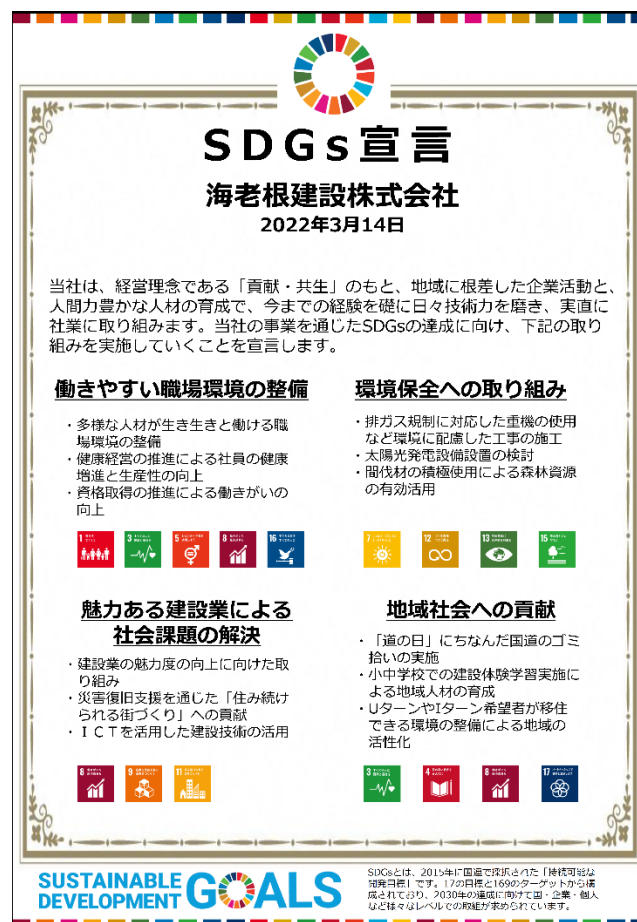 SDGs宣言
海老根建設株式会社
2022年3月14日
当社は、経営理念である「貢献・共生」のもと、地域に根差した企業活動と、
人間力豊かな人材の育成で、今までの経験を礎に日々技術力を磨き、実直に
社業に取り組みます。当社の事業を通じたSDGsの達成に向け、下記の取り
組みを実施していくことを宣言します。
働きやすい職場環境の整備
・多様な人材が生き生きと働ける職
場環境の整備
・健康経営の推進による社員の健康
増進と生産性の向上
・資格取得の推進による働きがいの
向上
1
3
5
8
16
環境保全への取り組み
・排ガス規制に対応した重機の使用
など環境に配慮した工事の施工
・太陽光発電設備設置の検討
・間伐材の積極使用による森林資源
の有効活用
7
12
13
15
魅力ある建設業による
社会課題の解決
・建設業の魅力度の向上に向けた取
り組み
・災害復旧支援を通じた「住み続け
られる街づくり」への貢献
・ＩＣＴを活用した建設技術の活用
8
9
11
地域社会への貢献
・「道の日」にちなんだ国道のゴミ
拾いの実施
・小中学校での建設体験学習実施に
よる地域人材の育成
・UターンやIターン希望者が移住
できる環境の整備による地域の
活性化
3
4
8
17
SUSTAINABLE
DEVELOPMENT
GOALS
SDGsとは、2015年に国連で採択された「持続可能な
開発目標」です。17の目標と169のターゲットから構
成されており、2030年の達成に向けて国・企業・個人
など様々なレベルでの取組が求められています。